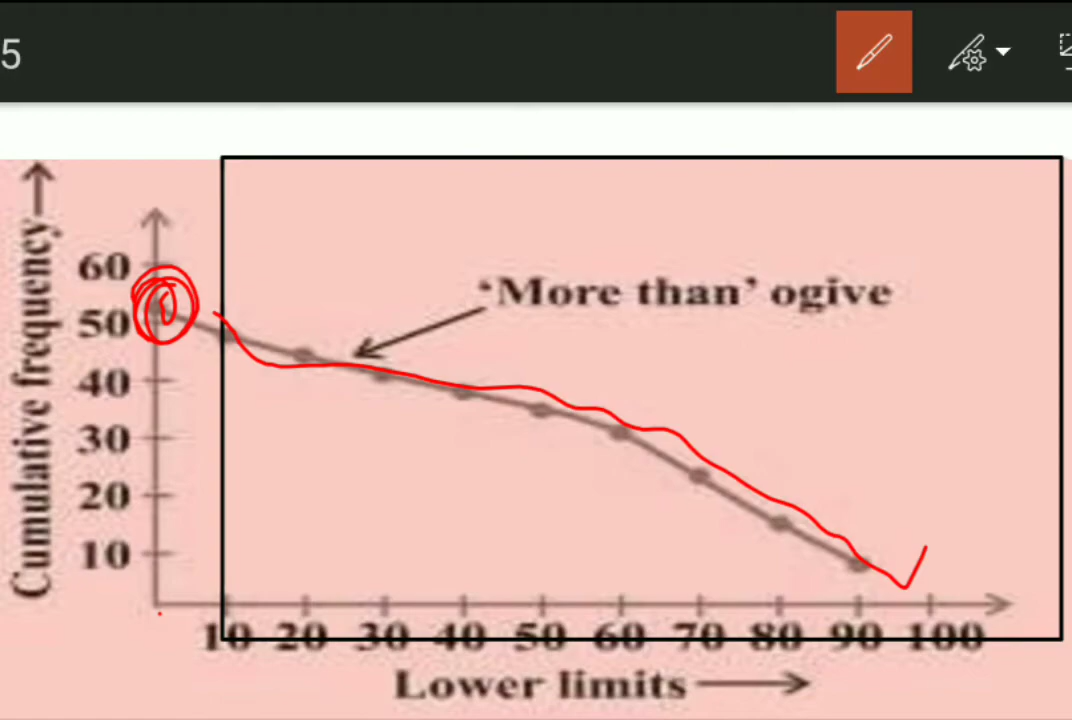 5
Cumulative frequency
60
50
40
30
20
10
'More than' ogive
10 20 30 40 50 60 70 80 90 100
Lower limits